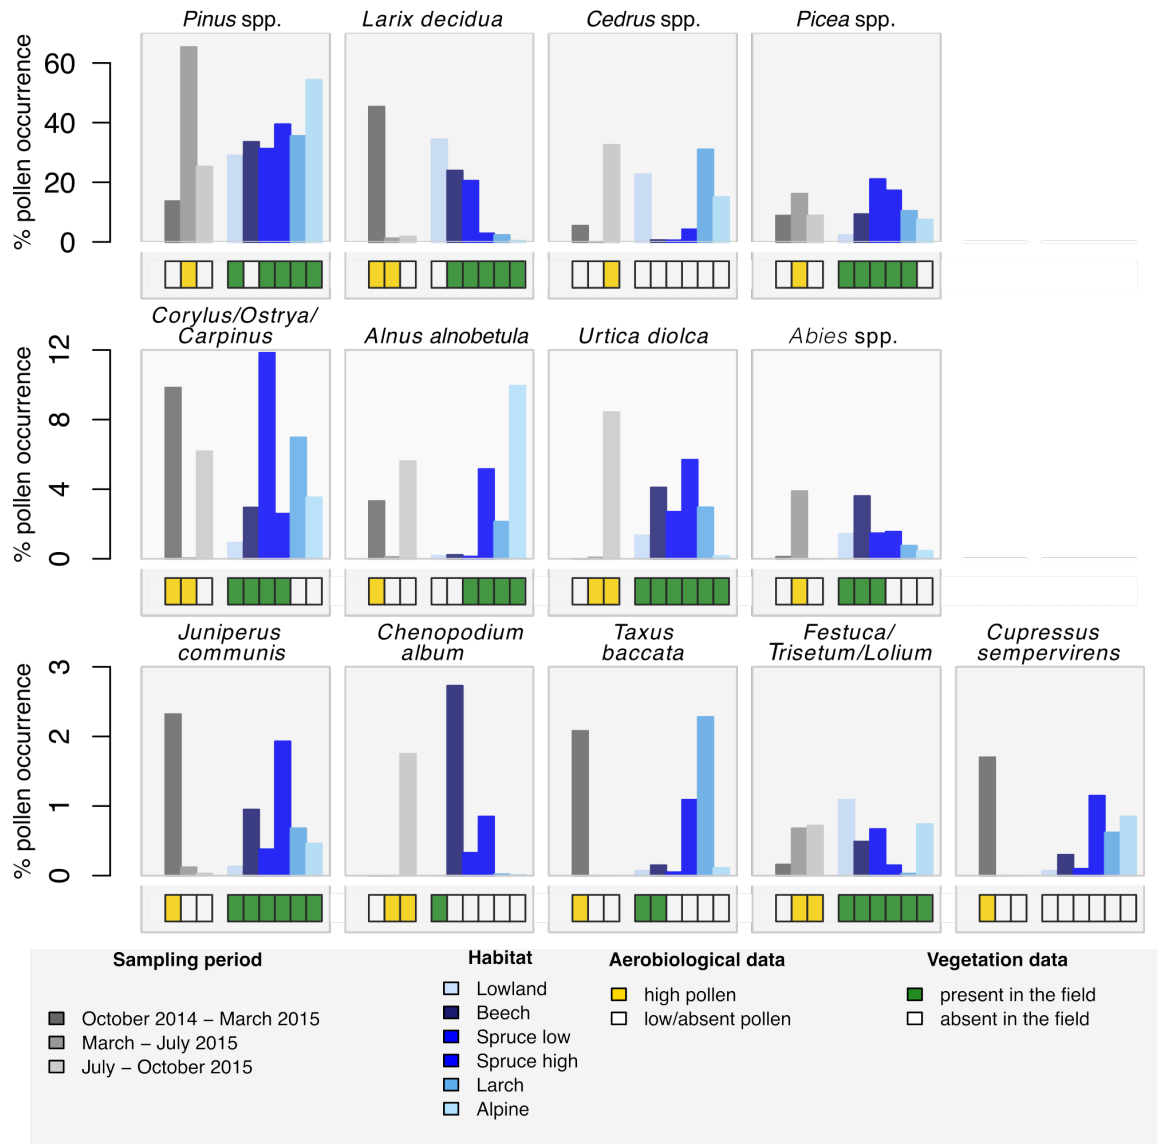 Pinus spp.
Larix decidua
Cedrus spp.
Picea spp.
% pollen occurrence
60
40
20
0
Corylus/Ostrya/
Carpinus
Alnus alnobetula
Urtica diolca
Abies spp.
% pollen occurrence
12
8
4
0
Juniperus
communis
Chenopodium
album
Taxus
baccata
Festuca/
Trisetum/Lolium
Cupressus
sempervirens
% pollen occurrence
3
2
1
0
Sampling period
October 2014 – March 2015
March – July 2015
July – October 2015
Habitat
Lowland
Beech
Spruce low
Spruce high
Larch
Alpine
Aerobiological data
high pollen
low/absent pollen
Vegetation data
present in the field
absent in the field